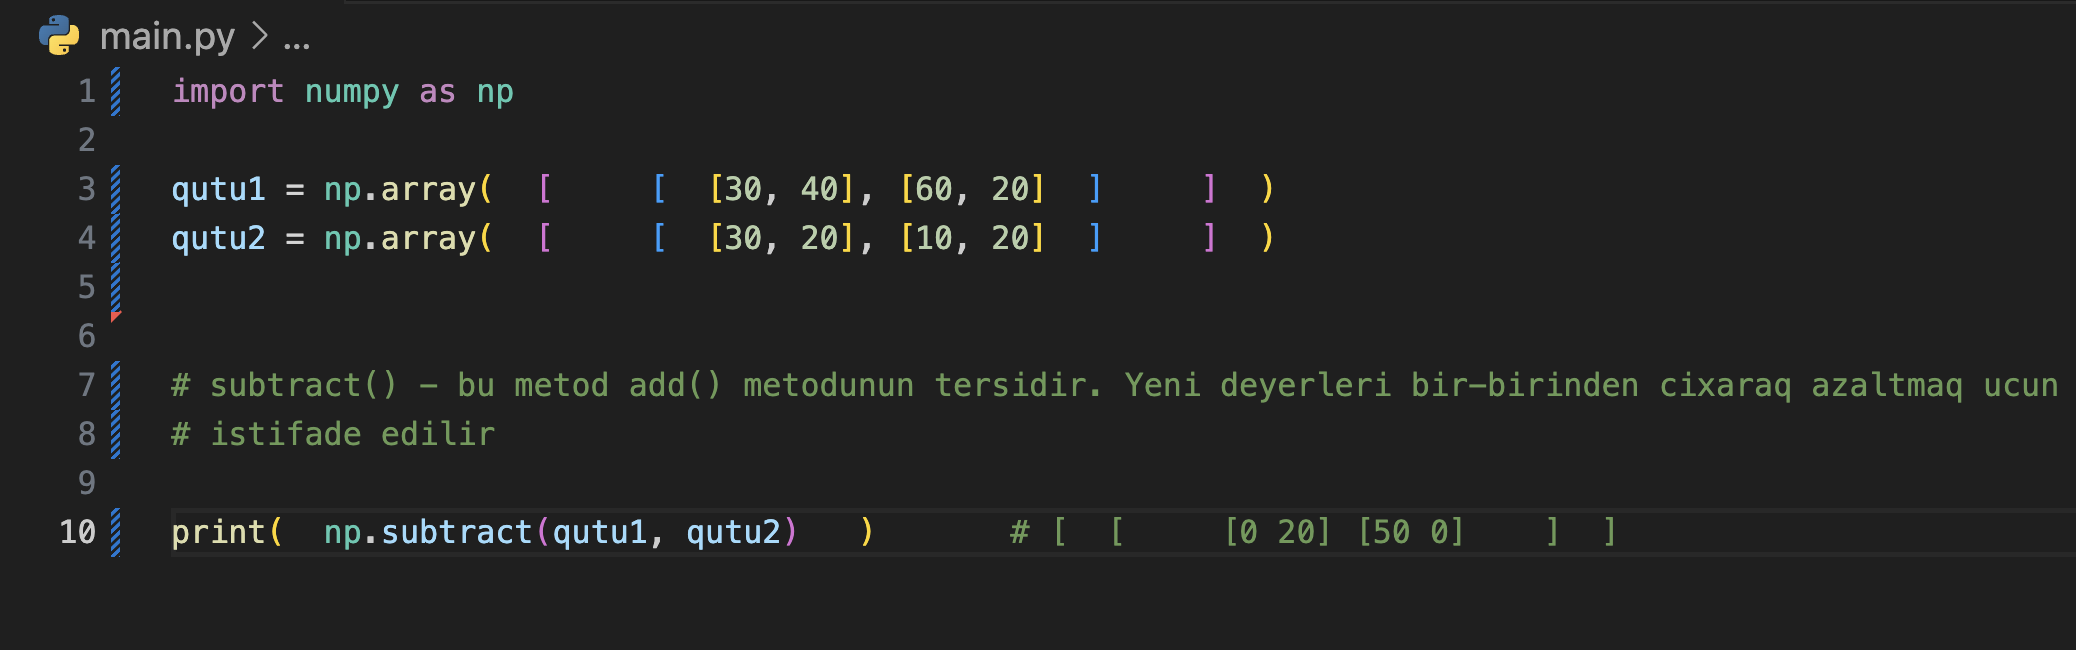 main.py > ...
1 import numpy as np
2
3 qutu1 = np.array(  [      [  [30, 40], [60, 20]  ]      ]  )
4 qutu2 = np.array(  [      [  [30, 20], [10, 20]  ]      ]  )
5
6
7 # subtract() - bu metod add() metodunun tersidir. Yeni deyerleri bir-birinden cixaraq azaltmaq ucun
8 # istifade edilir
9
10 print(  np.subtract(qutu1, qutu2)    )        # [  [     [0 20] [50 0]    ]  ]